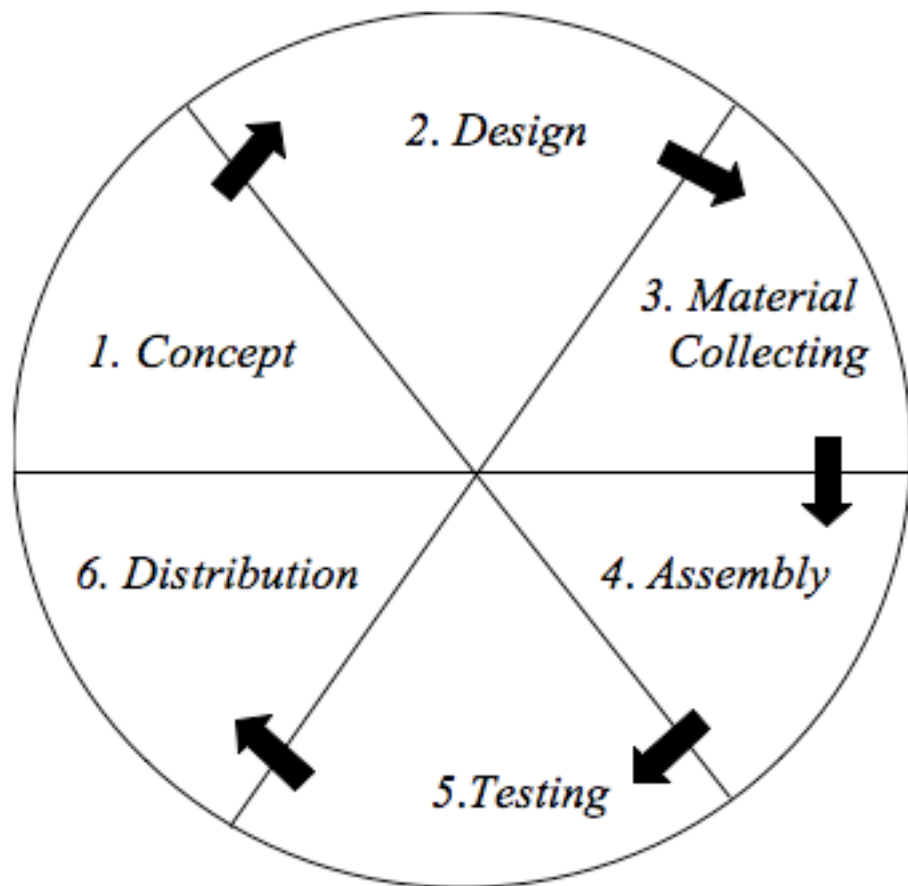 1. Concept
2. Design
3. Material
Collecting
4. Assembly
5.Testing
6. Distribution